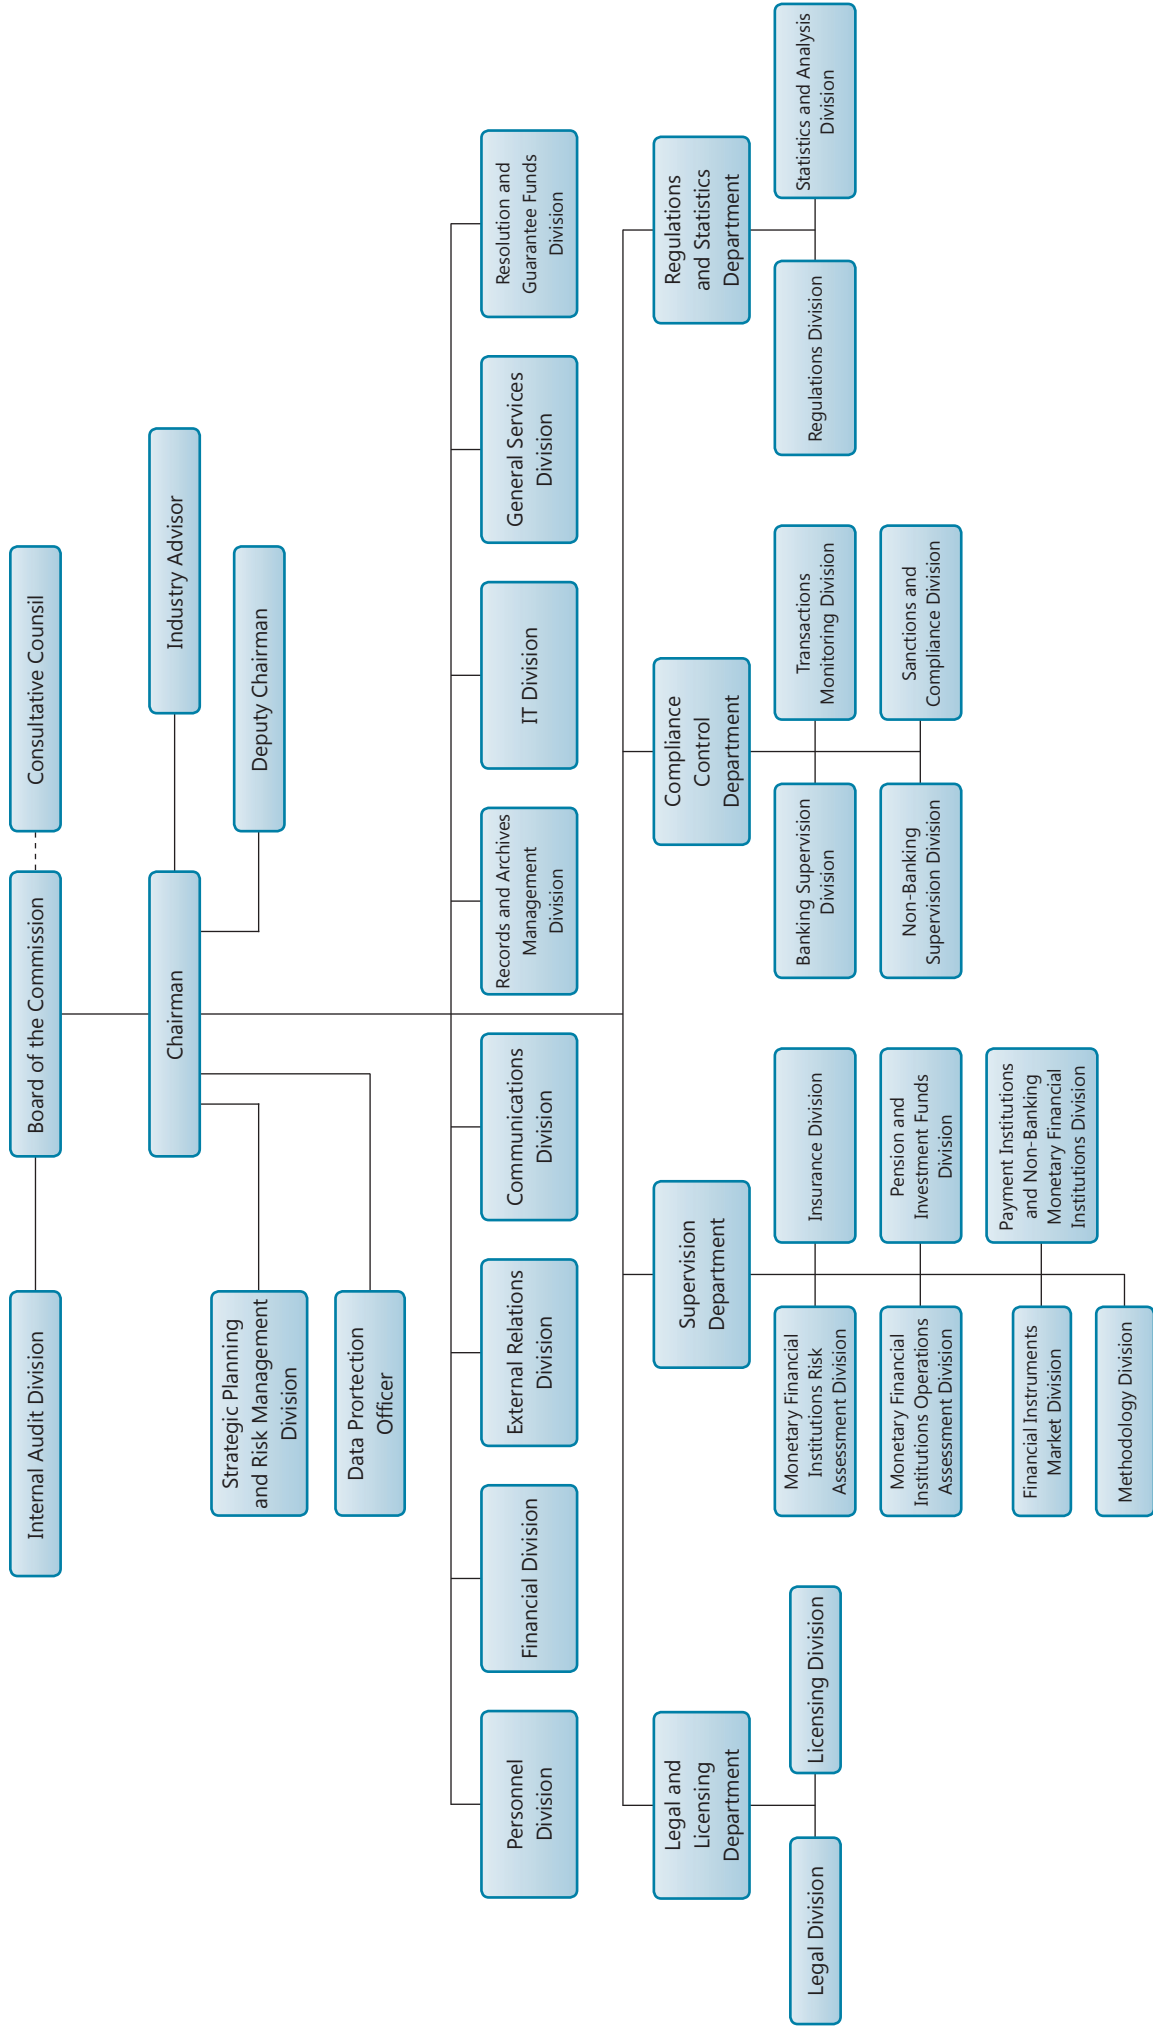 Internal Audit Division
Board of the Commission
Consultative Counsil
Chairman
Industry Advisor
Deputy Chairman
Strategic Planning
and Risk Management
Division
Data Prortection
Officer
Personnel
Division
Financial Division
External Relations
Division
Communications
Division
Records and Archives
Management
Division
IT Division
General Services
Division
Resolution and
Guarantee Funds
Division
Legal and
Licensing
Department
Supervision
Department
Compliance
Control
Department
Regulations
and Statistics
Department
Legal Division
Licensing Division
Monetary Financial
Institutions Risk
Assessment Division
Insurance Division
Monetary Financial
Institutions Operations
Assessment Division
Pension and
Investment Funds
Division
Financial Instruments
Market Division
Payment Institutions
and Non-Banking
Monetary Financial
Institutions Division
Methodology Division
Banking Supervision
Division
Transactions
Monitoring Division
Non-Banking
Supervision Division
Sanctions and
Compliance Division
Regulations Division
Statistics and Analysis
Division